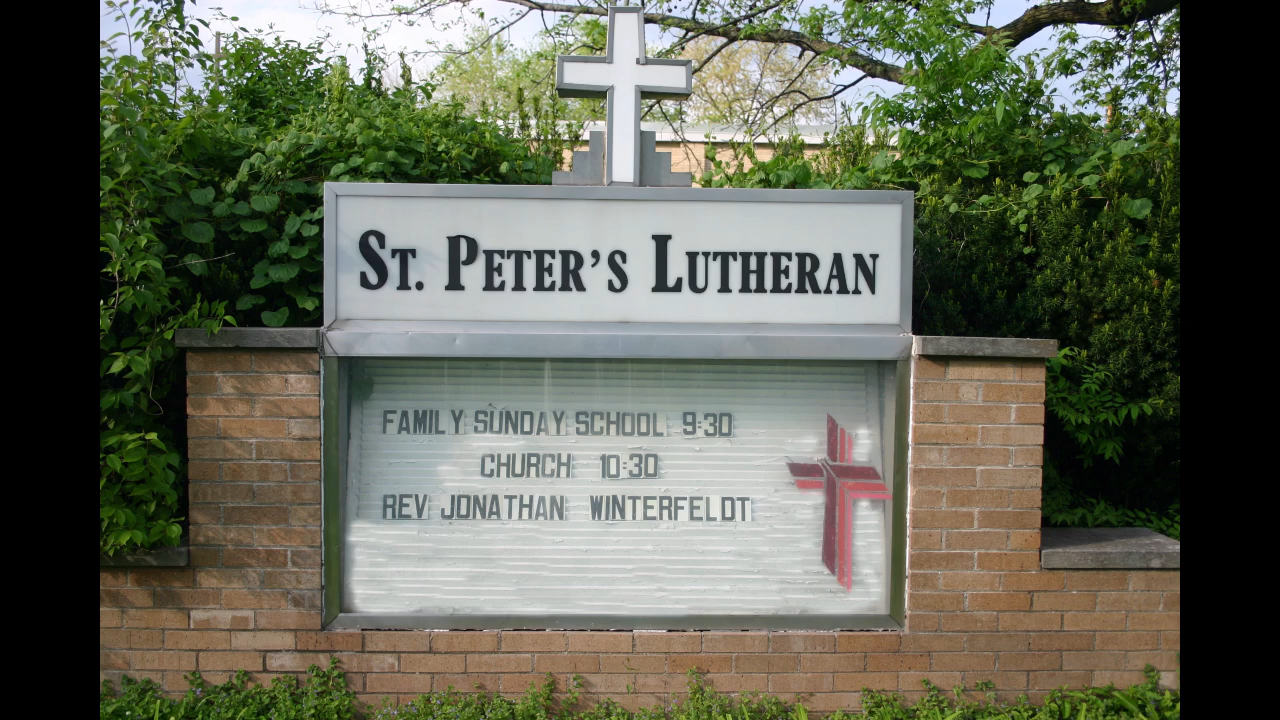 St. Peter's Lutheran
FAMILY SUNDAY SCHOOL 9:30
CHURCH 10:30
REV JONATHAN WINTERFELDT